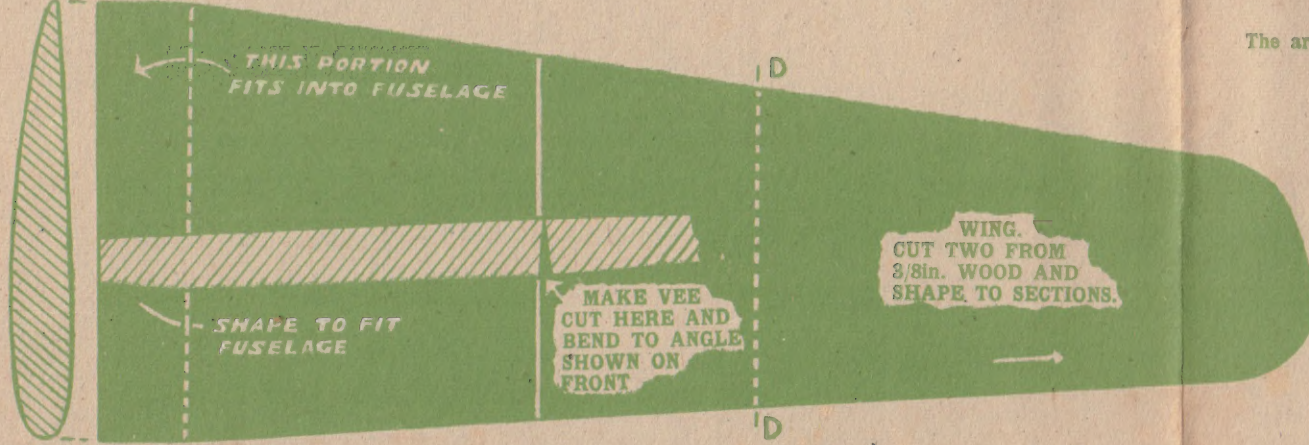 The
THIS PORTION
FITS INTO FUSELAGE
D
WING.
CUT TWO FROM
3/8in. WOOD AND
SHAPE TO SECTIONS.
MAKE VEE
CUT HERE AND
BEND TO ANGLE
SHOWN ON
FRONT
SHAPE TO FIT
FUSELAGE
D